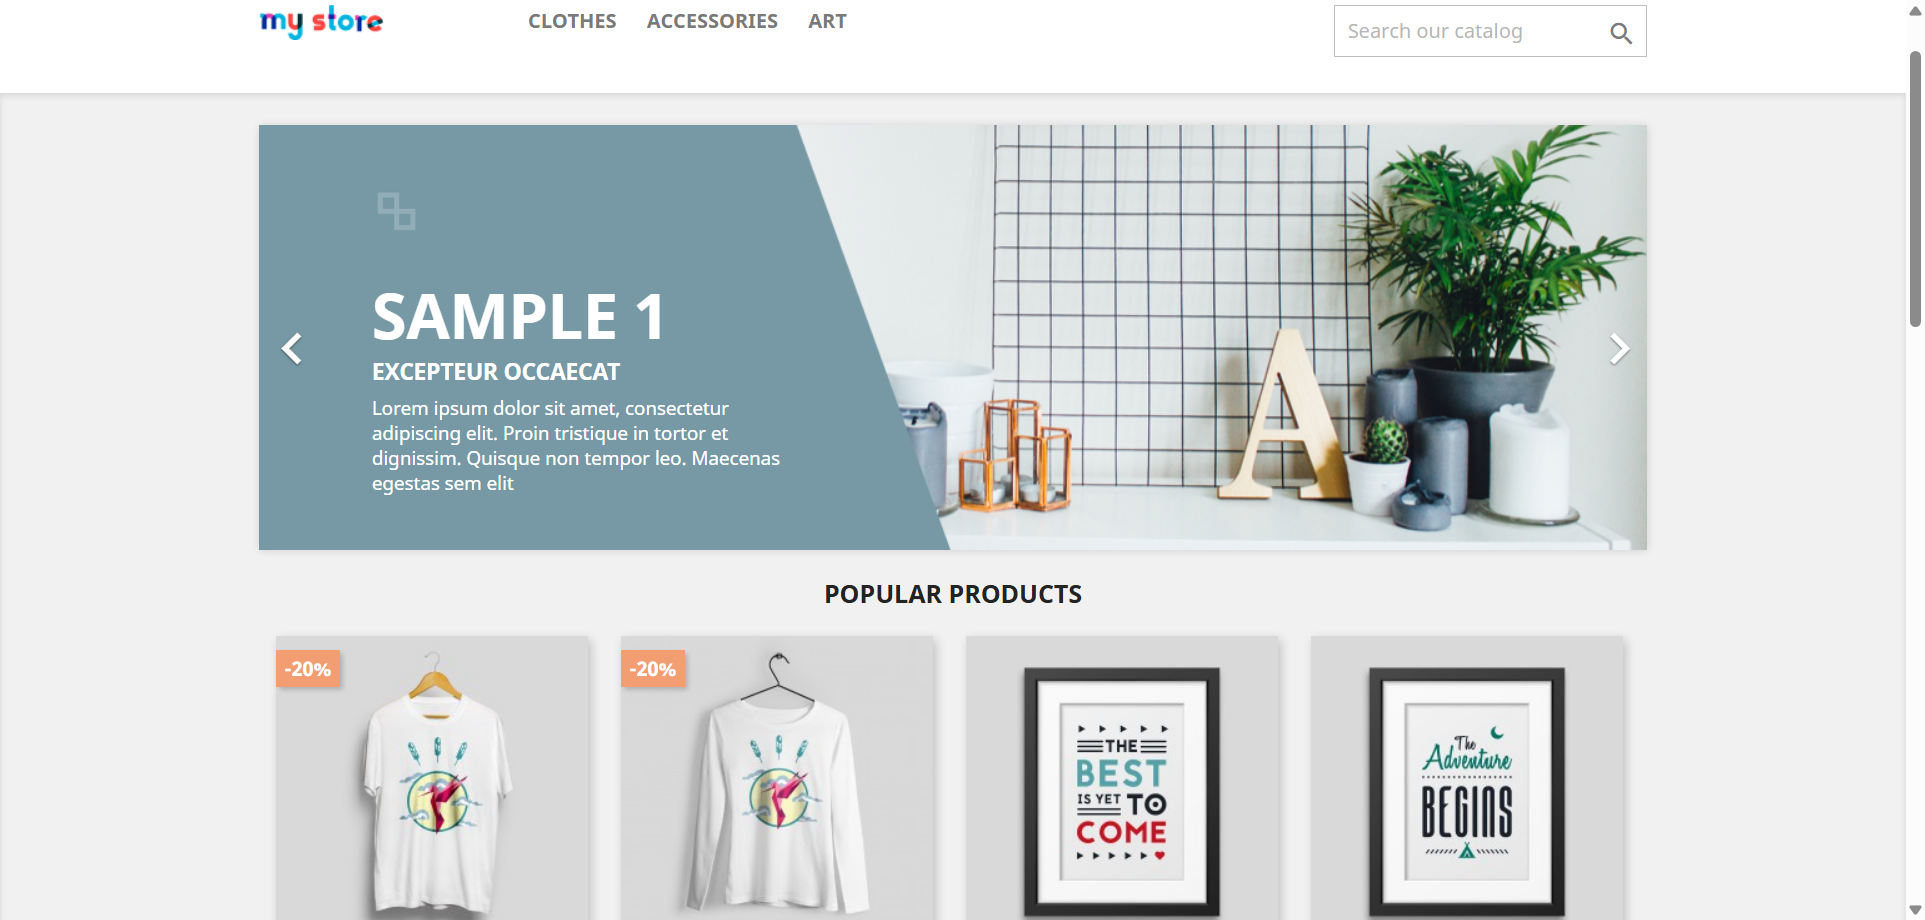 my store
CLOTHES ACCESSORIES ART
Search our catalog
SAMPLE 1
EXCEPTEUR OCCAECAT
Lorem ipsum dolor sit amet, consectetur
adipiscing elit. Proin tristique in tortor et
dignissim. Quisque non tempor leo. Maecenas
egestas sem elit
A
POPULAR PRODUCTS
-20%
-20%
THE
BEST
IS YET TO
COME
The
Adventure
BEGINS